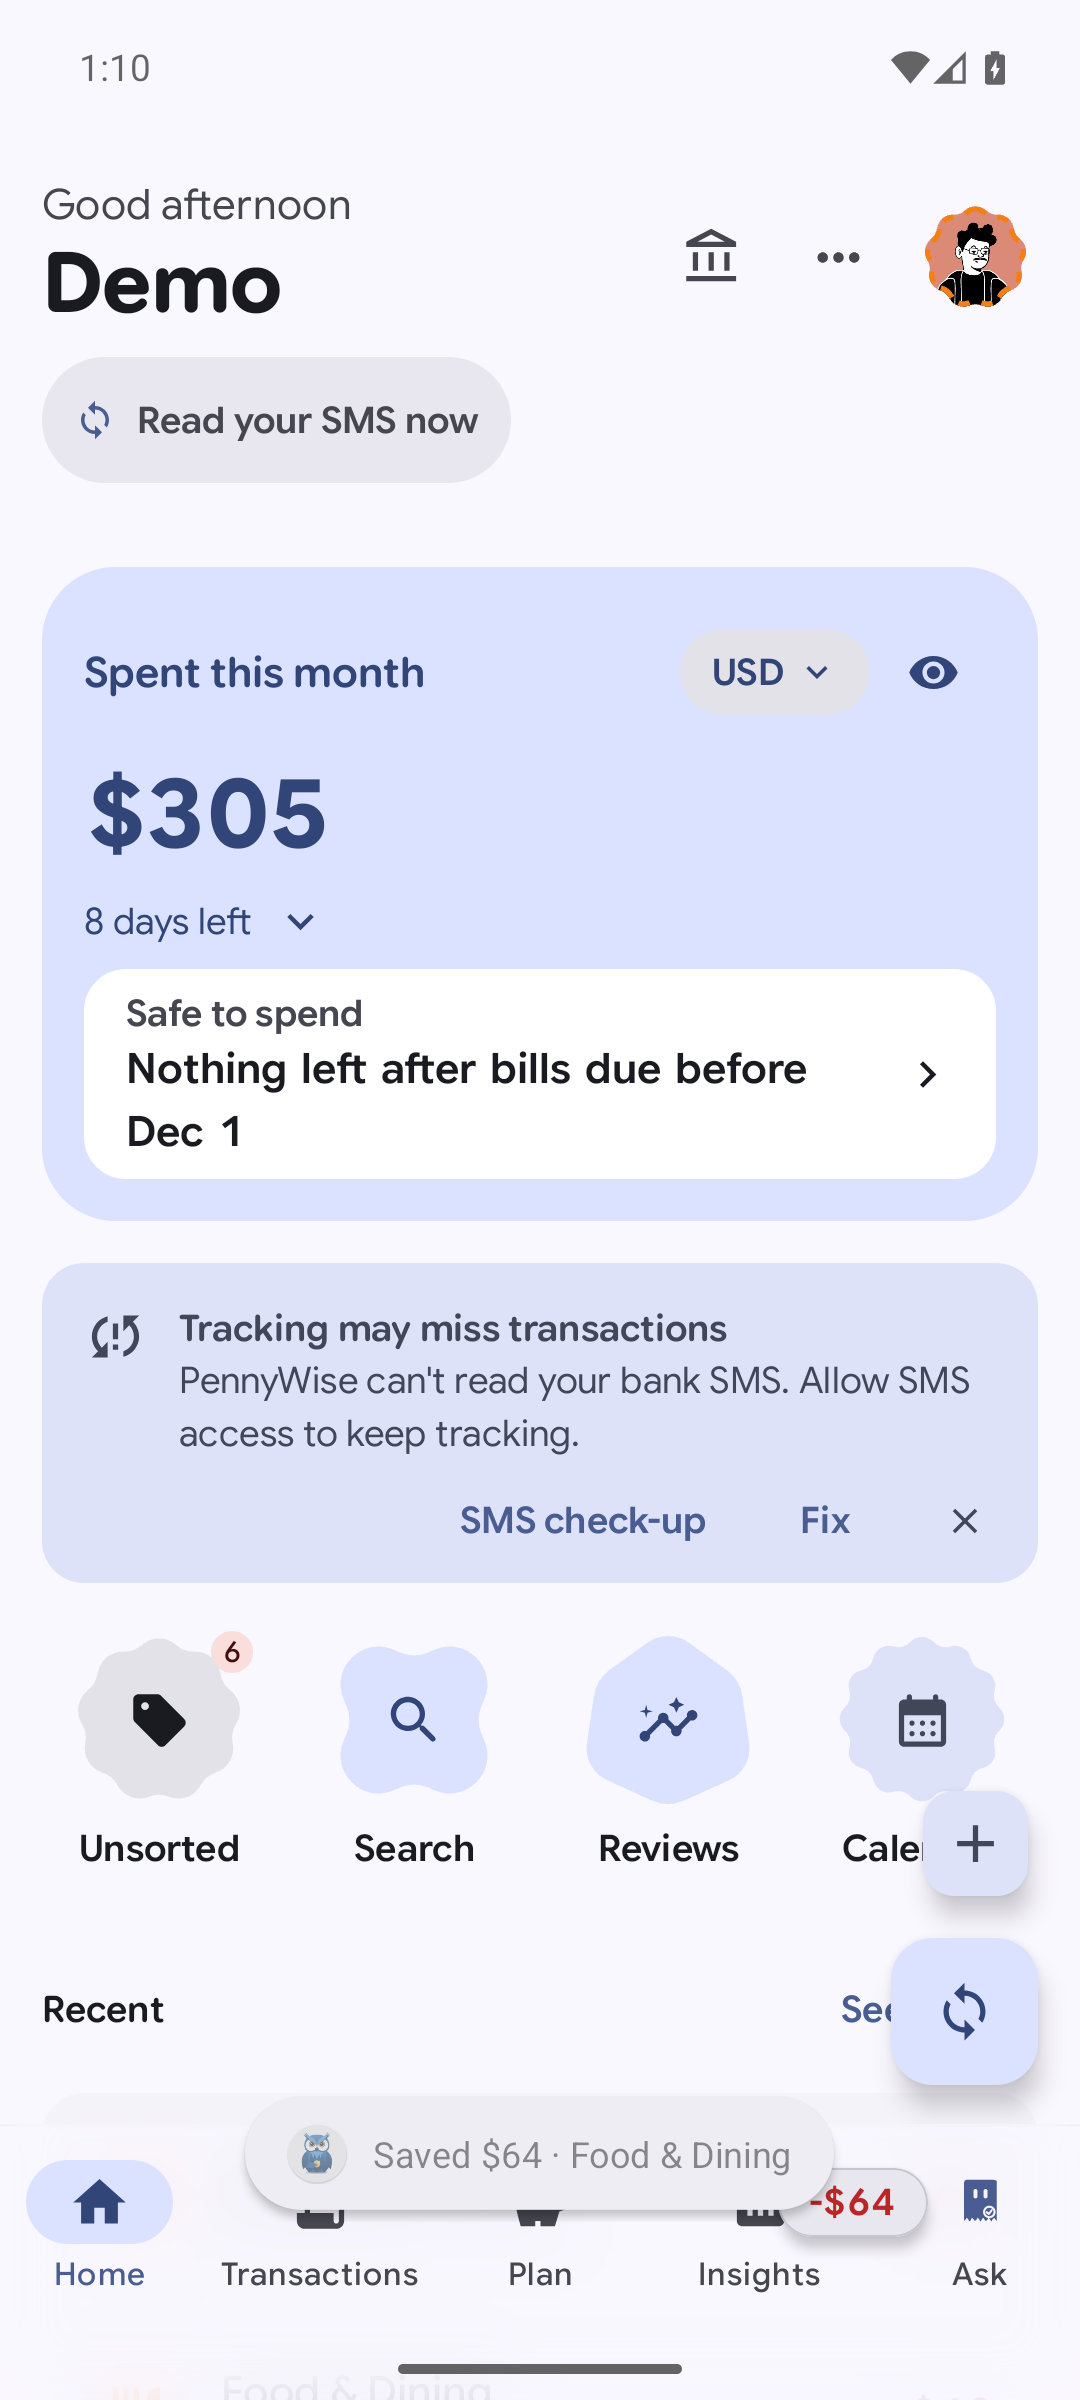 1:10
Good afternoon
Demo
Read your SMS now
Spent this month
USD
$305
8 days left
Safe to spend
Nothing left after bills due before
Dec 1
Tracking may miss transactions
PennyWise can't read your bank SMS. Allow SMS
access to keep tracking.
SMS check-up
Fix
6
Unsorted
Search
Reviews
Recent
Saved $64 · Food & Dining
-$64
Home
Transactions
Plan
Insights
Ask
Food & Dining